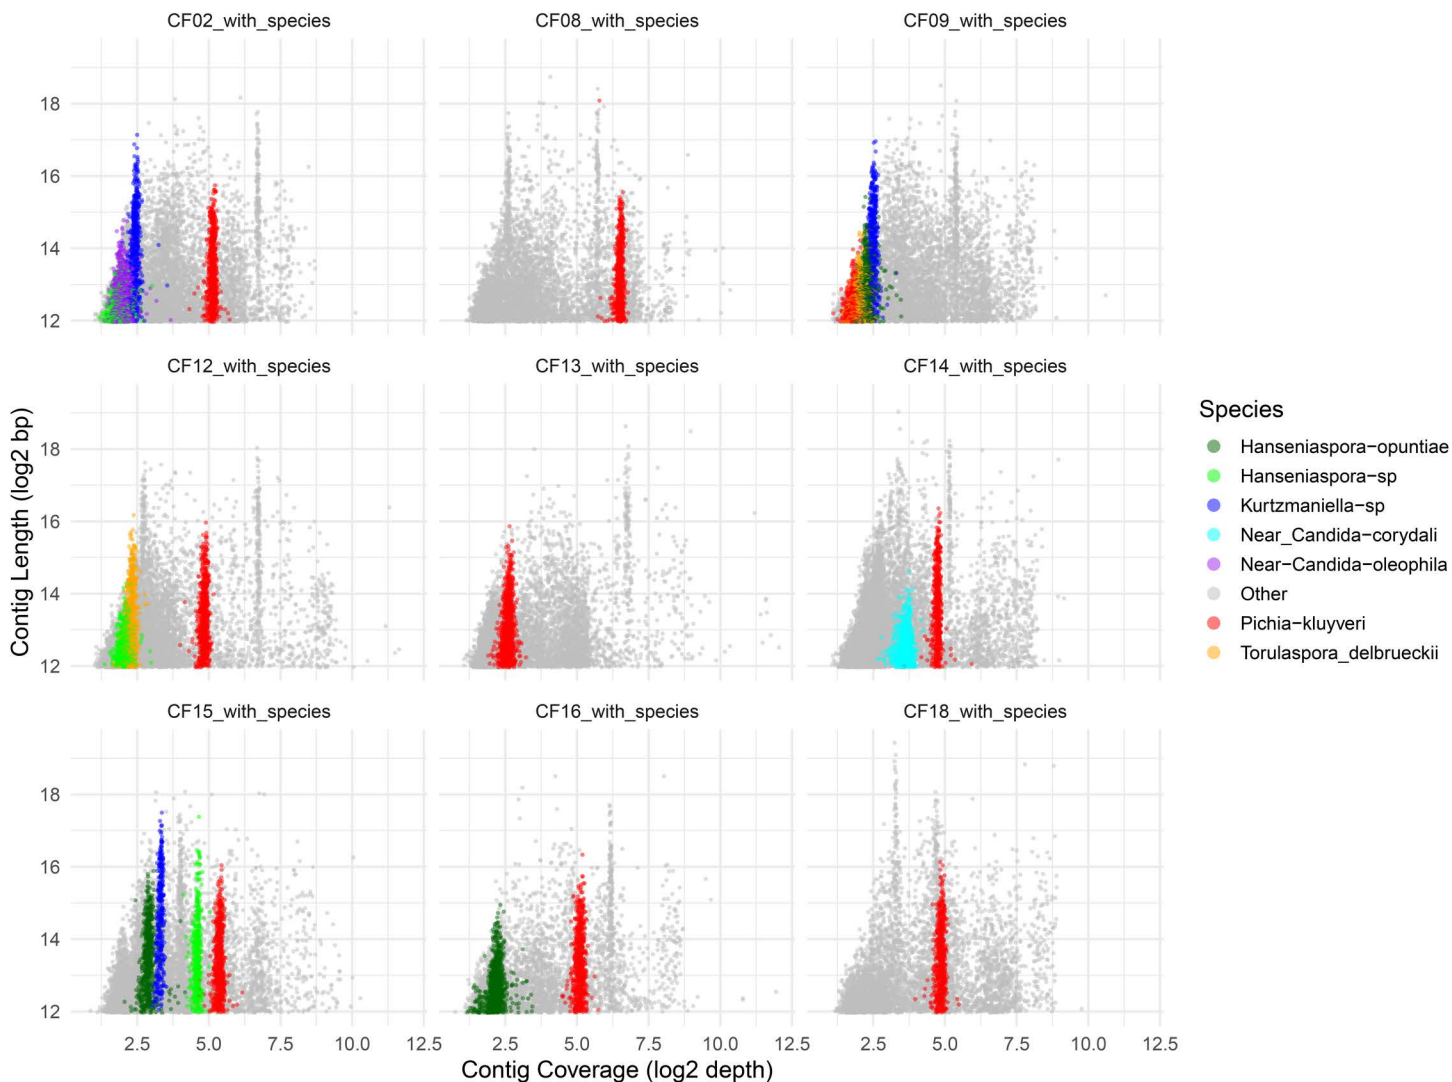 CF02_with_species
CF08_with_species
CF09_with_species
18
16
14
12
CF12_with_species
CF13_with_species
CF14_with_species
18
16
14
12
CF15_with_species
CF16_with_species
CF18_with_species
18
16
14
12
2.5 5.0 7.5 10.0 12.5
2.5 5.0 7.5 10.0 12.5
2.5 5.0 7.5 10.0 12.5
Contig Coverage (log2 depth)
Contig Length (log2 bp)
Species
Hanseniaspora−opuntiae
Hanseniaspora−sp
Kurtzmaniella−sp
Near_Candida−corydali
Near−Candida−oleophila
Other
Pichia−kluyveri
Torulaspora_delbrueckii